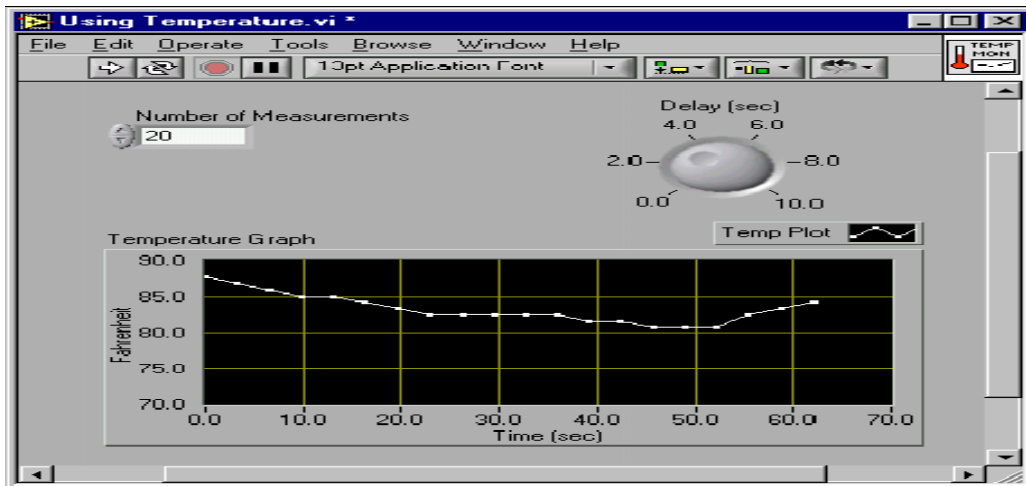 Using Temperature.vi *
File Edit Operate Tools Browse Window Help
13pt Application Font
TEMP
MON
Number of Measurements
20
Delay (sec)
4.0 6.0
2.0 8.0
0.0 10.0
Temp Plot
Temperature Graph
90.0
85.0
80.0
75.0
70.0
Fahrenheit
0.0 10.0 20.0 30.0 40.0 50.0 60.0 70.0
Time (sec)